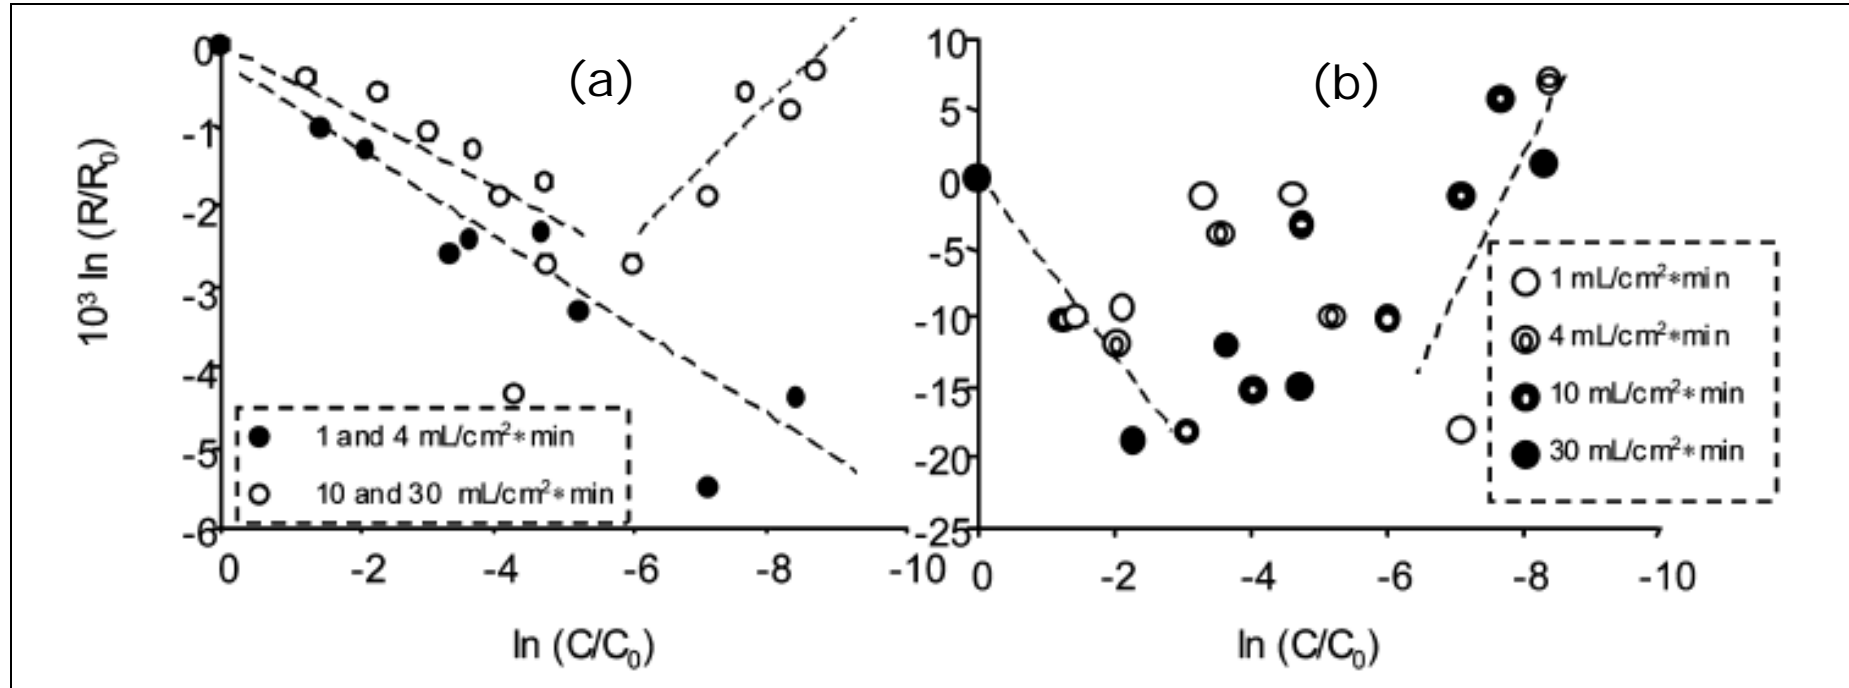 (a)
10³ ln (R/R₀)
0
-1
-2
-3
-4
-5
-6
0 -2 -4 -6 -8 -10
ln (C/C₀)
1 and 4 mL/cm²*min
10 and 30 mL/cm²*min
(b)
10
5
0
-5
-10
-15
-20
-25
0 -2 -4 -6 -8 -10
ln (C/C₀)
1 mL/cm²*min
4 mL/cm²*min
10 mL/cm²*min
30 mL/cm²*min